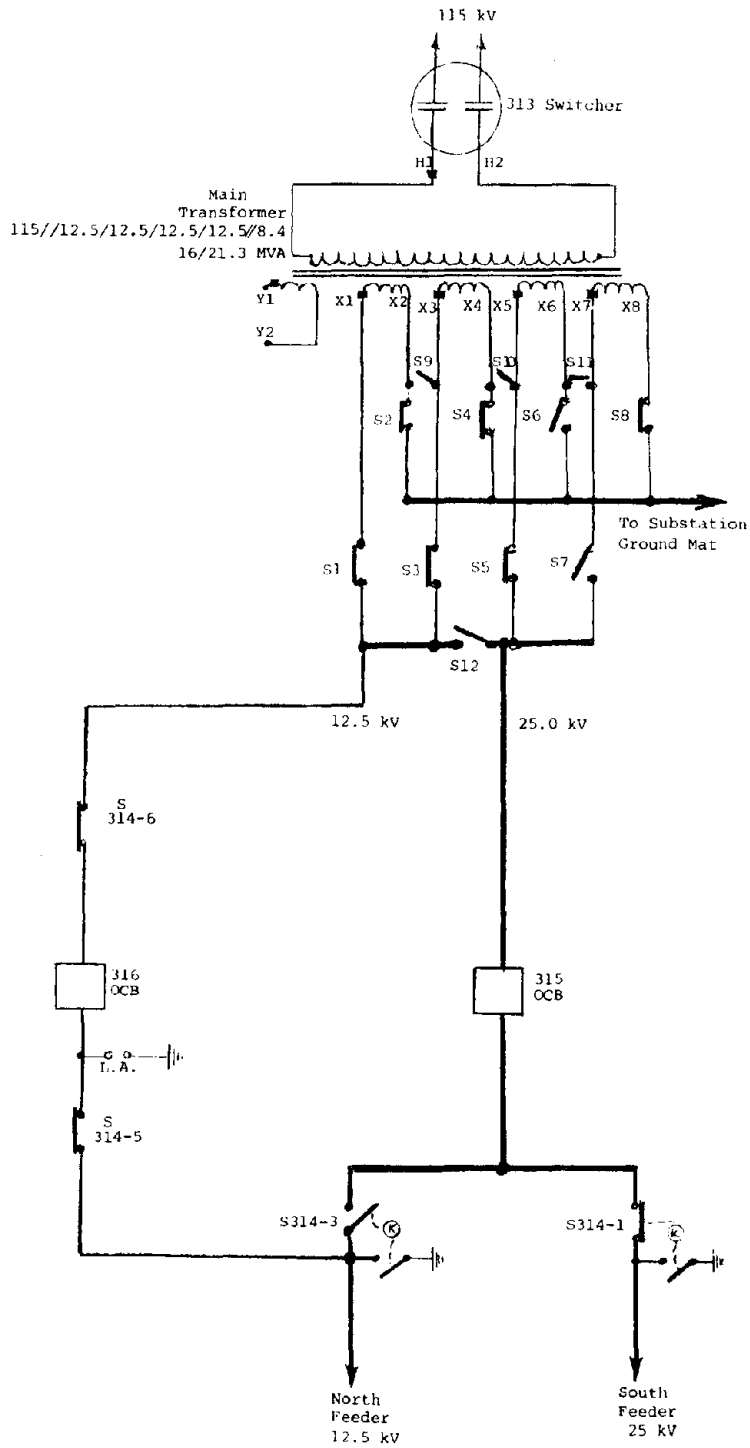 115 kV
313 Switcher
H1
H2
Main
Transformer
115//12.5/12.5/12.5/12.5//8.4
16/21.3 MVA
Y1
Y2
X1
X2
X3
X4
X5
X6
X7
X8
S9
S10
S11
S2
S4
S6
S8
To Substation
Ground Mat
S1
S3
S5
S7
S12
12.5 kV
25.0 kV
S
314-6
316
OCB
315
OCB
L.A.
S
314-5
S314-3
K
S314-1
K
North
Feeder
12.5 kV
South
Feeder
25 kV